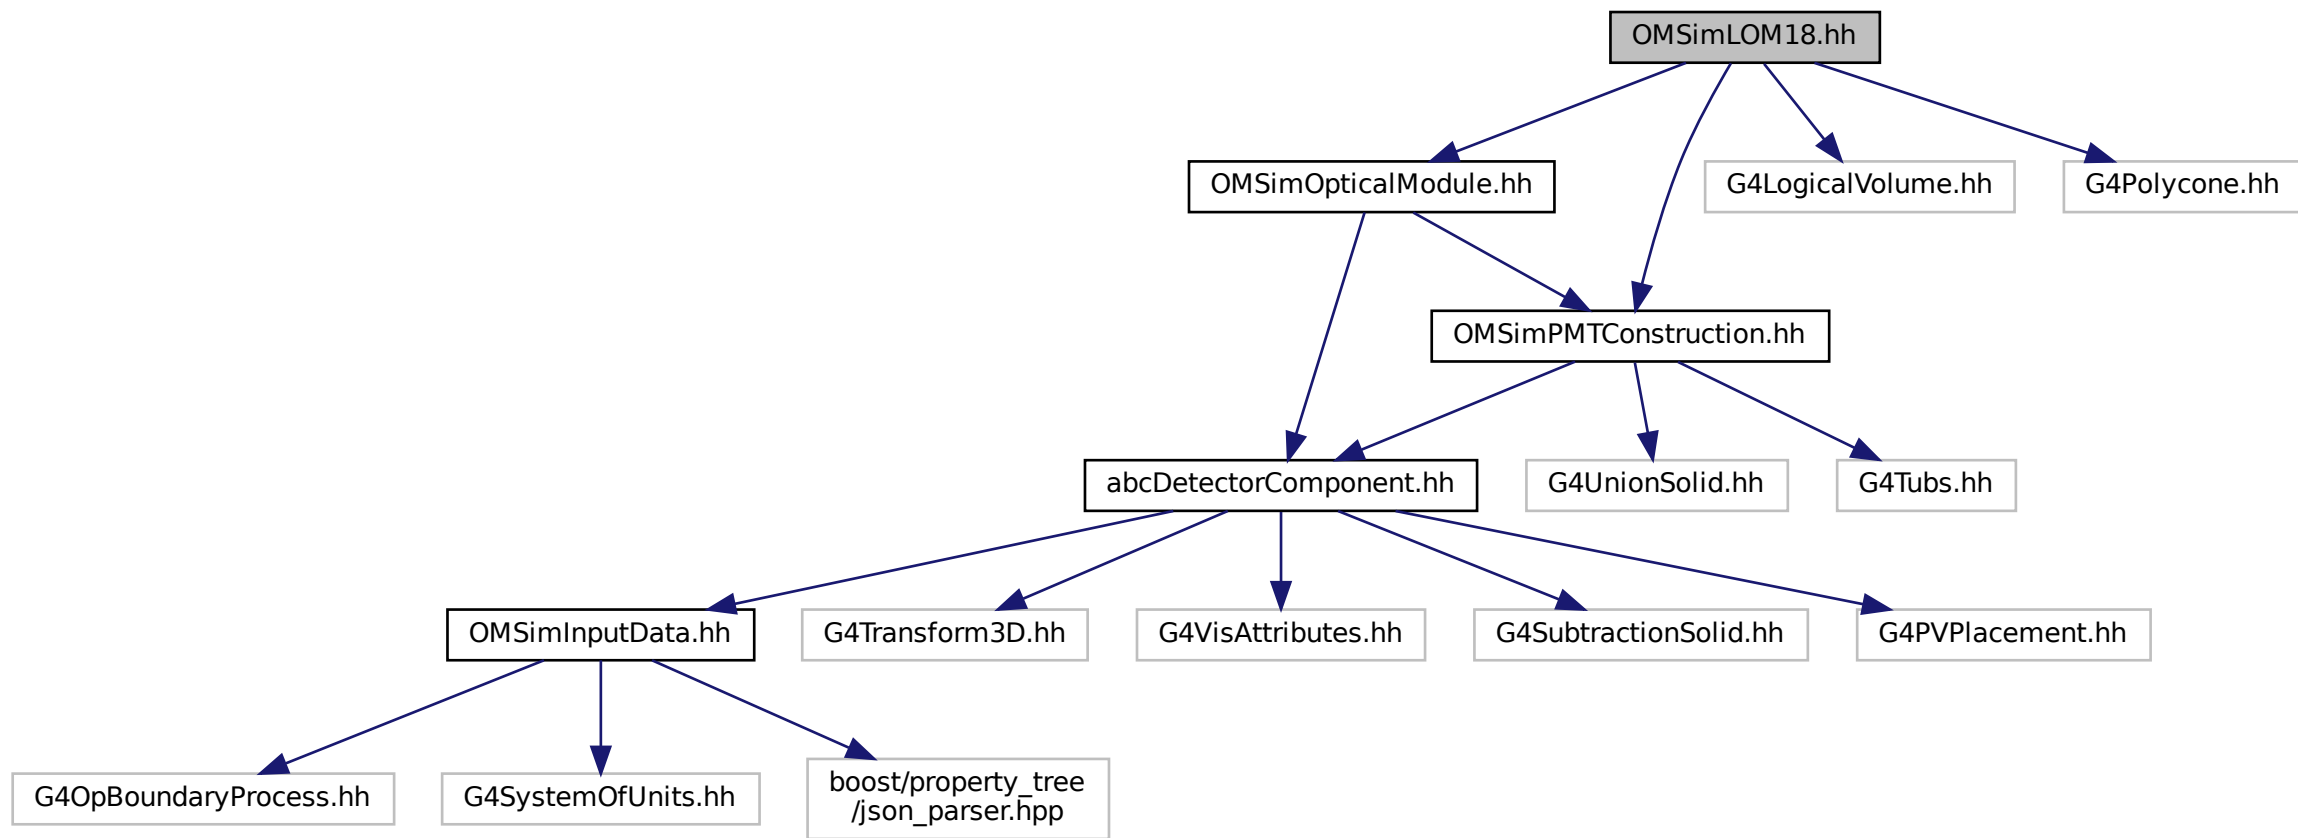 OMSimLOM18.hh
OMSimOpticalModule.hh
G4LogicalVolume.hh
G4Polycone.hh
OMSimPMTConstruction.hh
abcDetectorComponent.hh
G4UnionSolid.hh
G4Tubs.hh
OMSimInputData.hh
G4Transform3D.hh
G4VisAttributes.hh
G4SubtractionSolid.hh
G4PVPlacement.hh
G4OpBoundaryProcess.hh
G4SystemOfUnits.hh
boost/property_tree
/json_parser.hpp